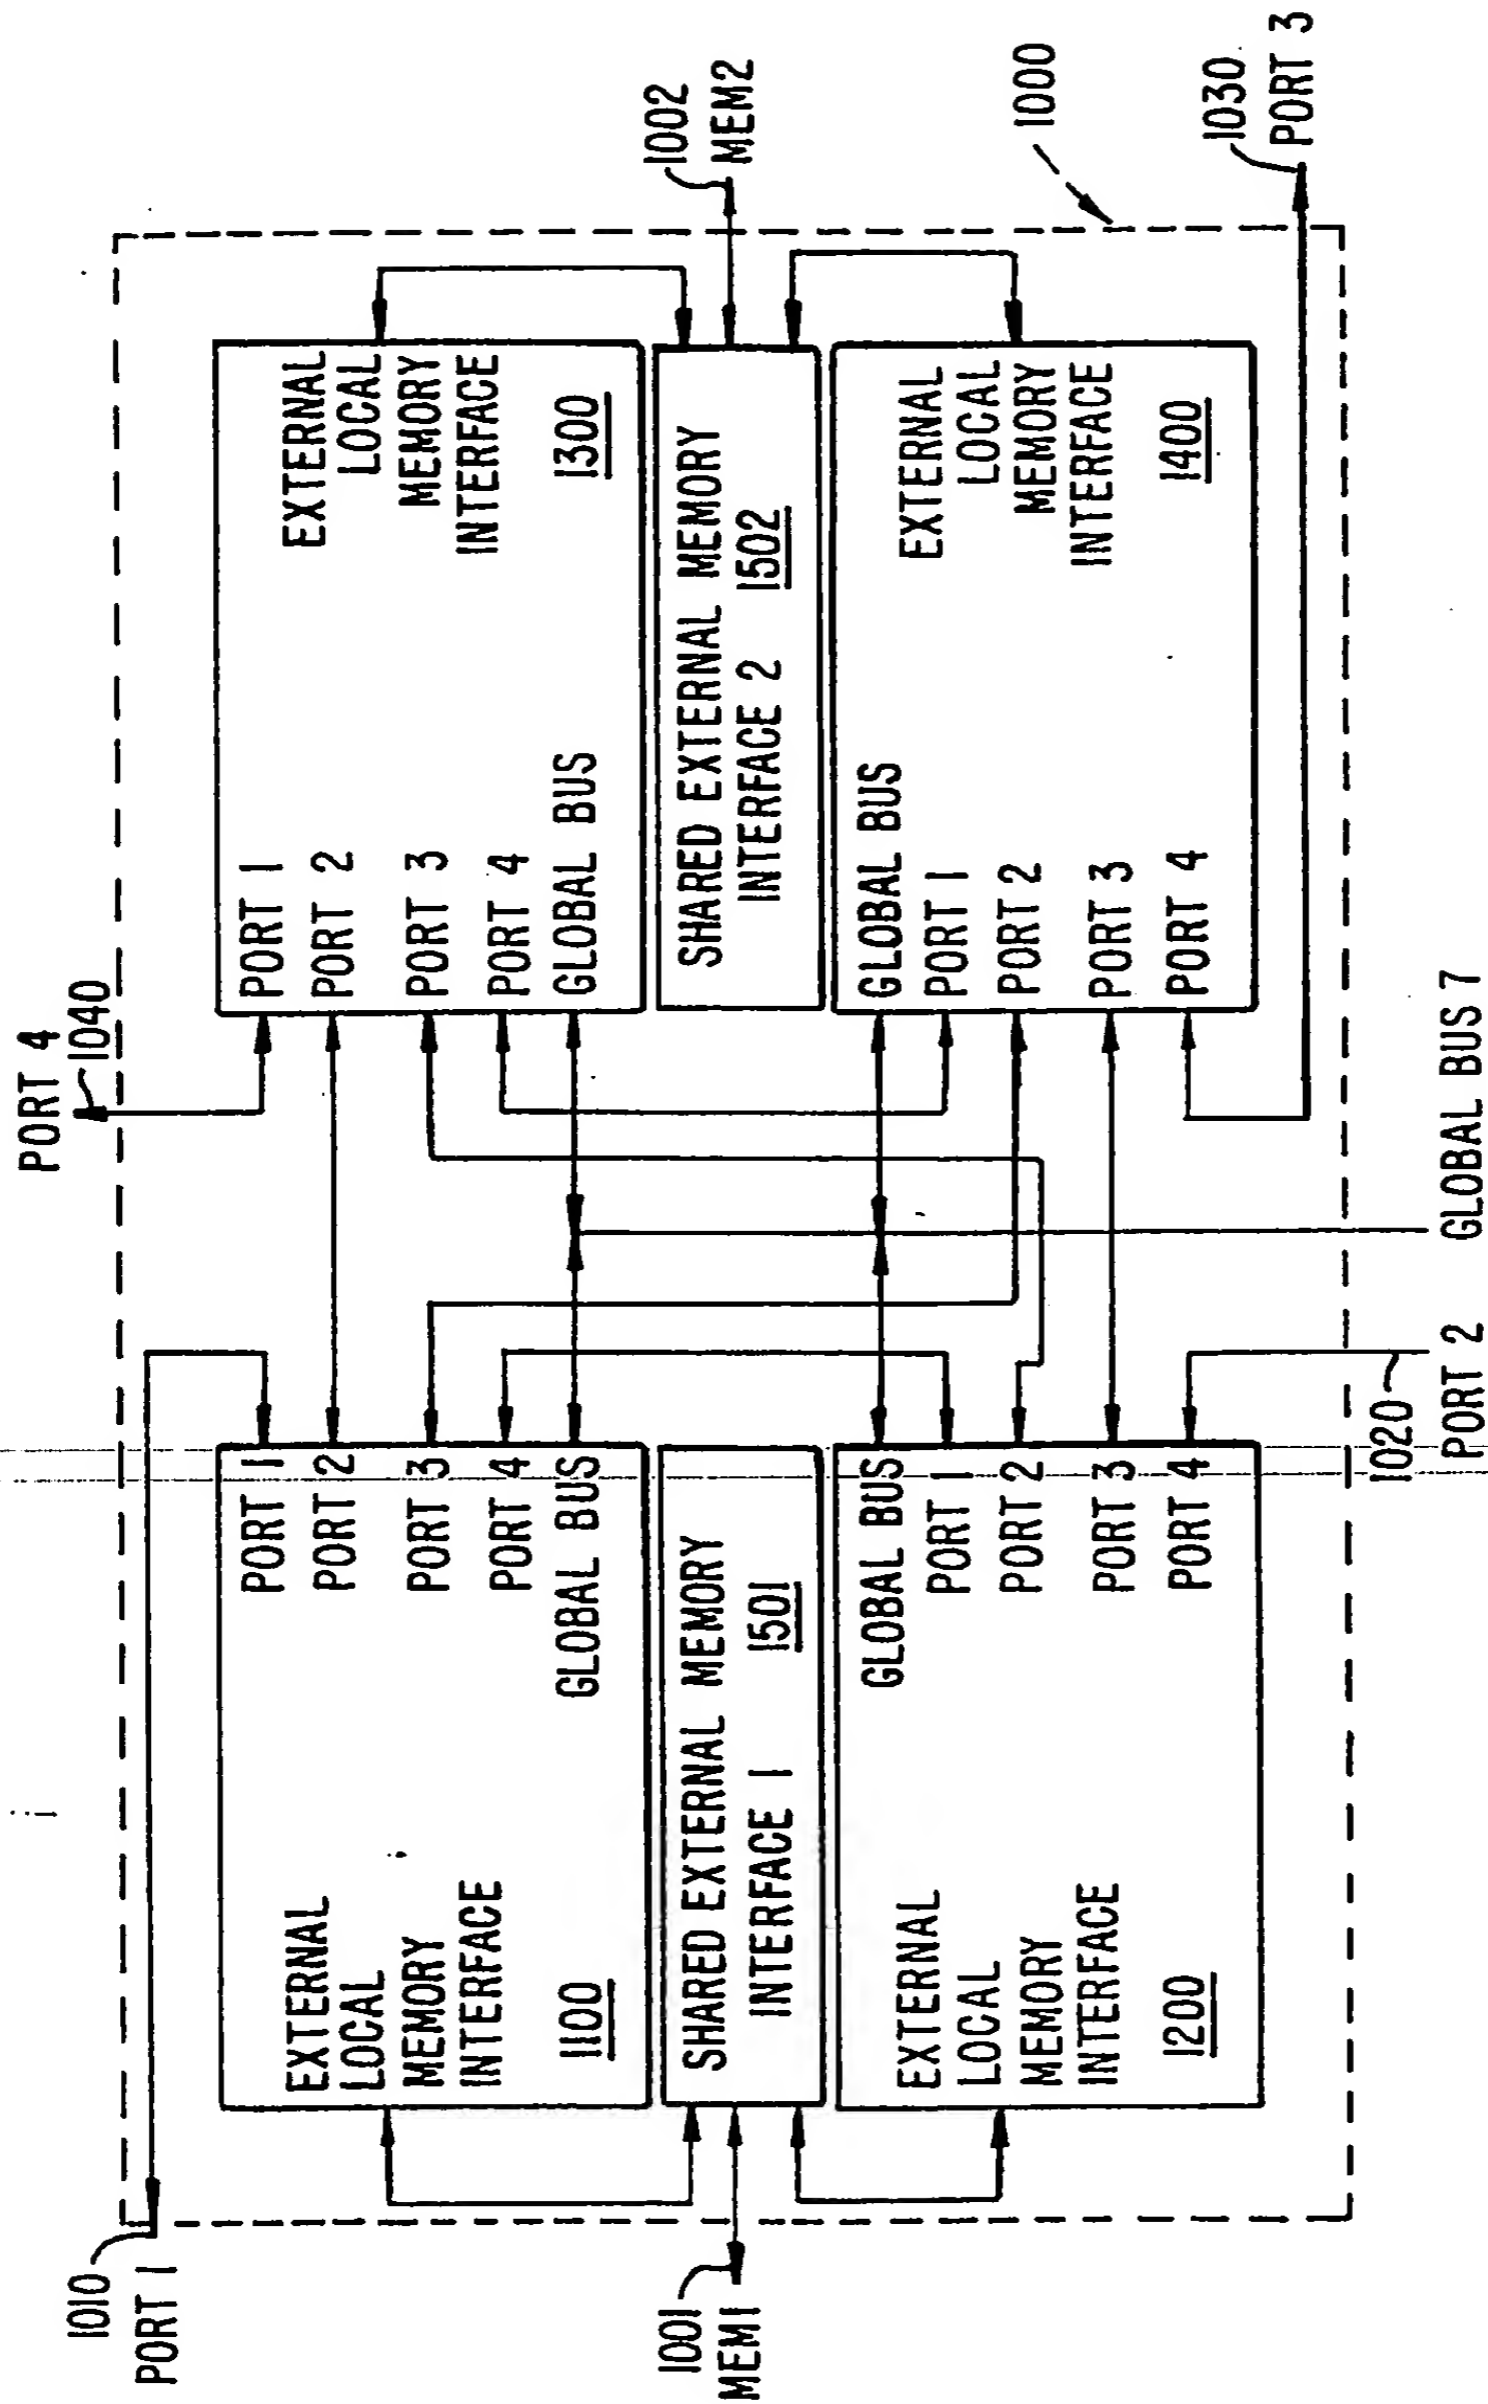 PORT 4
1040
1010
PORT 1
1001
MEM1
1002
MEM2
1000
1030
PORT 3
1020
PORT 2
GLOBAL BUS 7
EXTERNAL
LOCAL
MEMORY
INTERFACE
1100
PORT 1
PORT 2
PORT 3
PORT 4
GLOBAL BUS
SHARED EXTERNAL MEMORY
INTERFACE 1 1501
EXTERNAL
LOCAL
MEMORY
INTERFACE
1200
GLOBAL BUS
PORT 1
PORT 2
PORT 3
PORT 4
PORT 1
PORT 2
PORT 3
PORT 4
GLOBAL BUS
EXTERNAL
LOCAL
MEMORY
INTERFACE
1300
SHARED EXTERNAL MEMORY
INTERFACE 2 1502
GLOBAL BUS
PORT 1
PORT 2
PORT 3
PORT 4
EXTERNAL
LOCAL
MEMORY
INTERFACE
1400